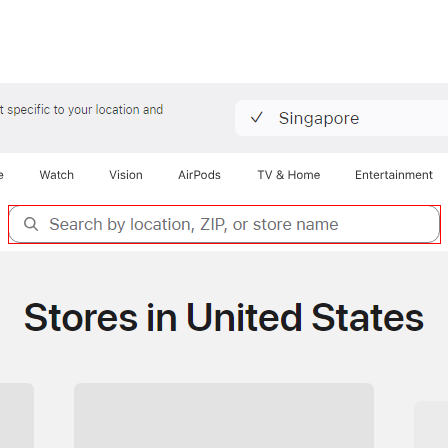 t specific to your location and
Singapore
e Watch Vision AirPods TV & Home Entertainment
Search by location, ZIP, or store name
Stores in United States